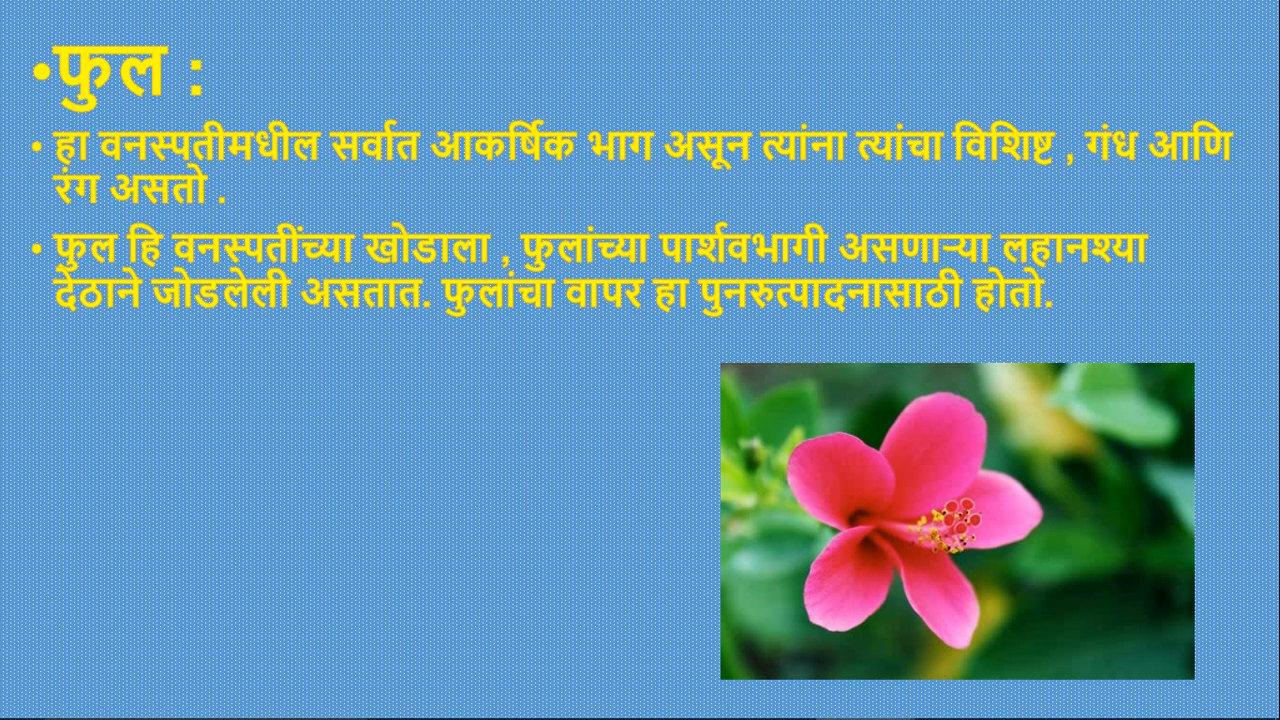 •फुल :
• हा वनस्पतीमधील सर्वात आकर्षिक भाग असून त्यांना त्यांचा विशिष्ट , गंध आणि
रंग असतो .
• फुल हि वनस्पतींच्या खोडाला , फुलांच्या पार्शवभागी असणाऱ्या लहानश्या
देठाने जोडलेली असतात. फुलांचा वापर हा पुनरुत्पादनासाठी होतो.